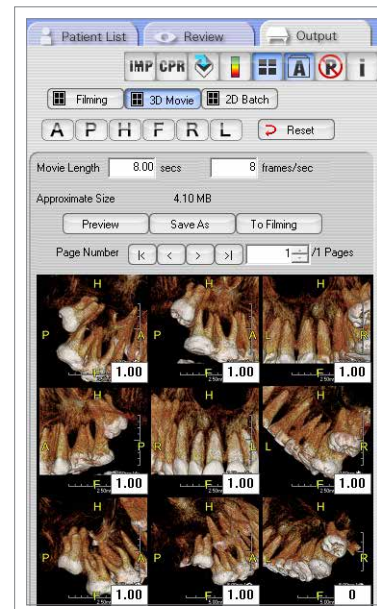 Patient List Review Output
IMP CPR A R i
Filming 3D Movie 2D Batch
A P H F R L Reset
Movie Length 8.00 secs 8 frames/sec
Approximate Size 4.10 MB
Preview Save As To Filming
Page Number 1 /1 Pages
H H H
P A P A L R
F 1.00 F 1.00 F 1.00
H H H
A P R L L R
F 1.00 F 1.00 F 1.00
H H H
P A P A L R
F 1.00 F 1.00 F 0